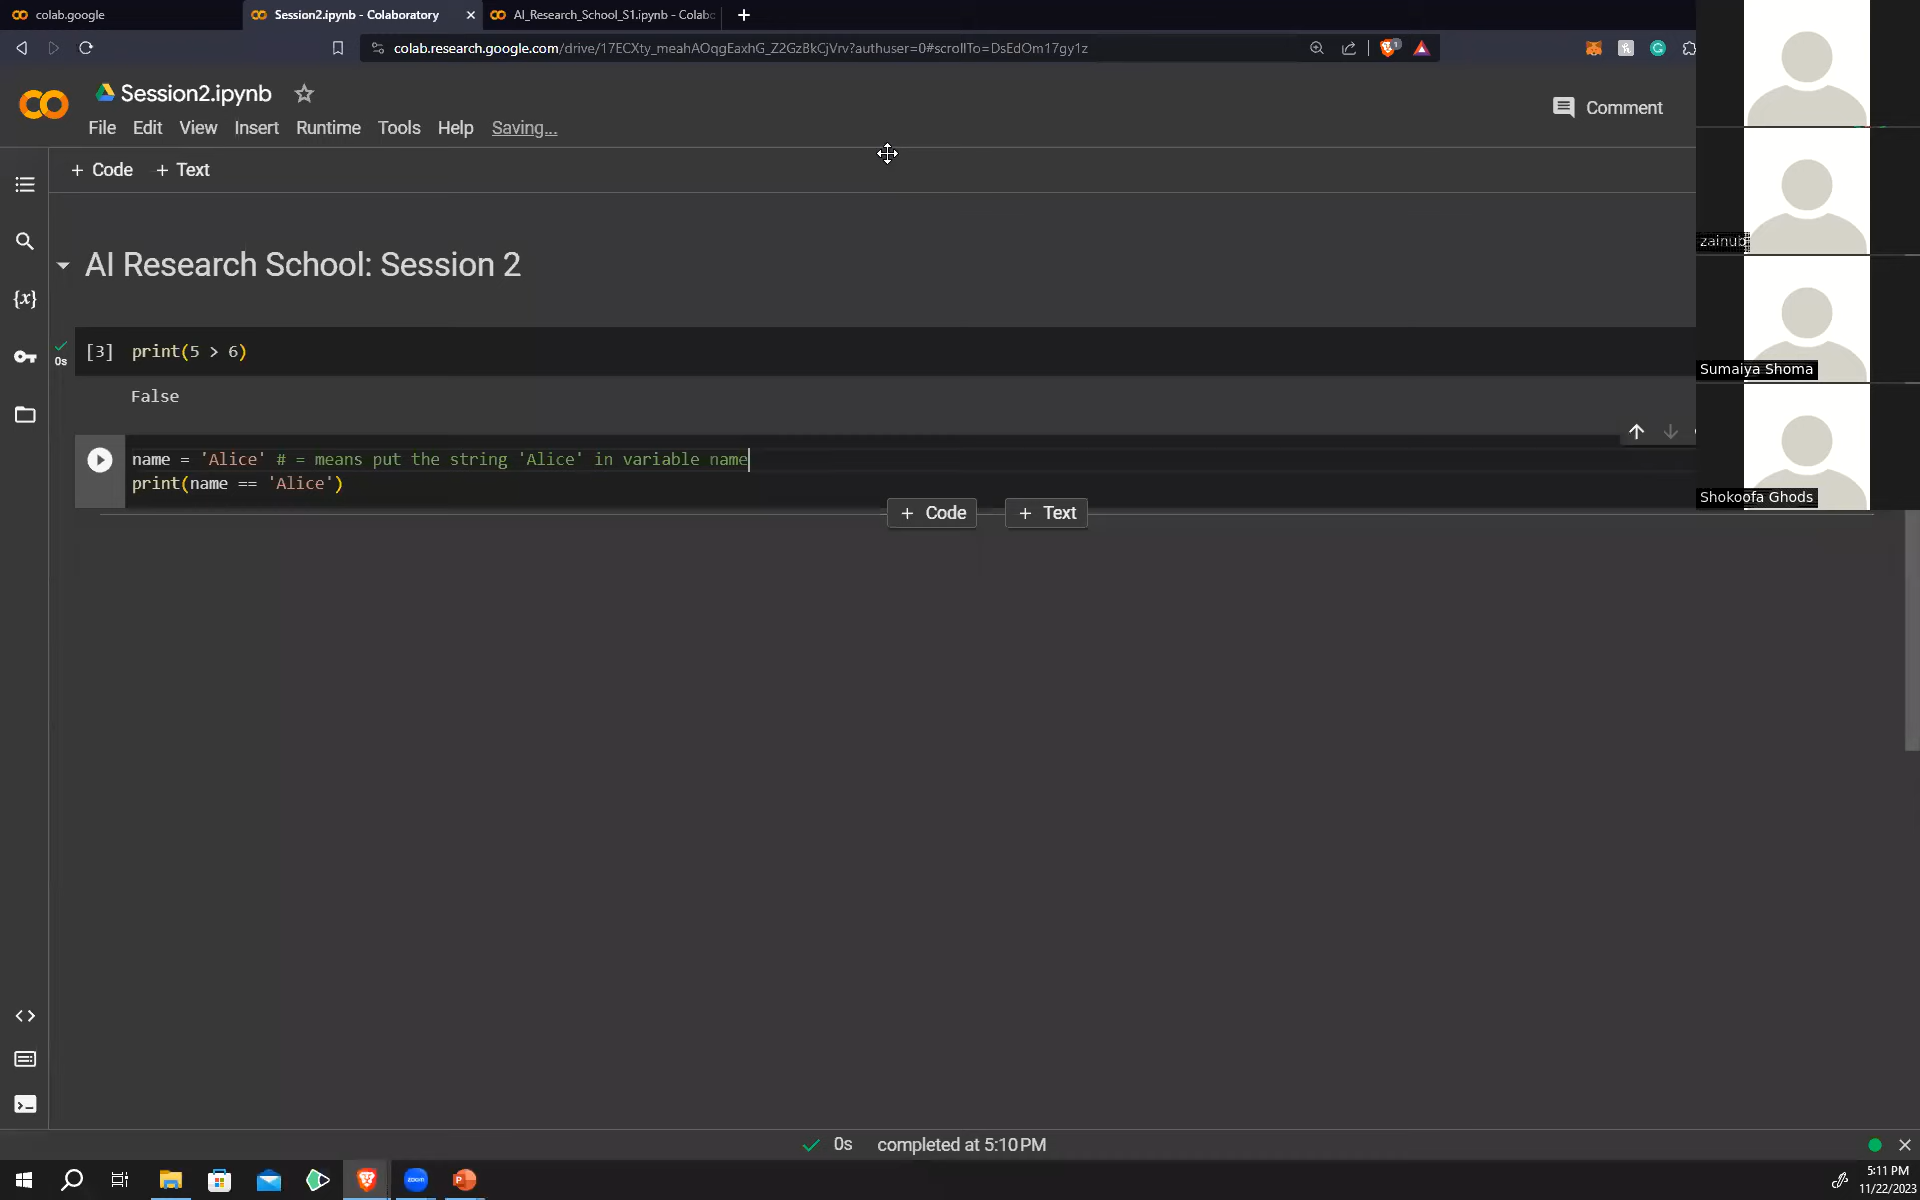 colab.google
Session2.ipynb - Colaboratory
AI_Research_School_S1.ipynb - Colab
colab.research.google.com/drive/17ECXty_meahAOqgEaxhG_Z2GzBkCjVrv?authuser=0#scrollTo=DsEdOm17gy1z
Session2.ipynb
Comment
File Edit View Insert Runtime Tools Help Saving...
+ Code + Text
AI Research School: Session 2
[3] print(5 > 6)
0s
False
name = 'Alice' # = means put the string 'Alice' in variable name
print(name == 'Alice')
+ Code + Text
zainub
Sumaiya Shoma
Shokoofa Ghods
0s completed at 5:10 PM
5:11 PM
11/22/2023